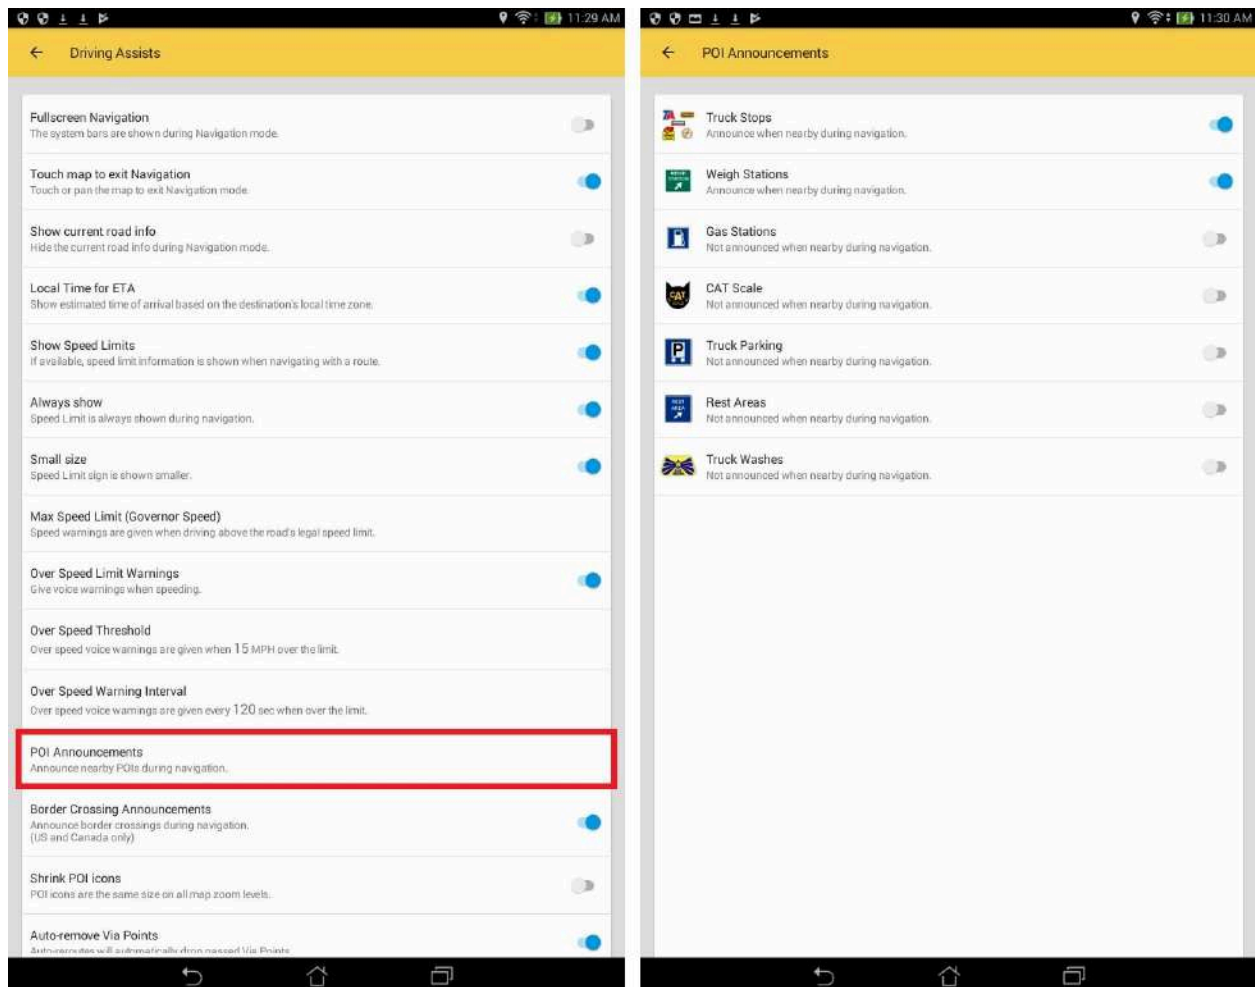 11:29 AM
Driving Assists
Fullscreen Navigation
The system bars are shown during Navigation mode.
Touch map to exit Navigation
Touch or pan the map to exit Navigation mode.
Show current road info
Hide the current road info during Navigation mode.
Local Time for ETA
Show estimated time of arrival based on the destination's local time zone.
Show Speed Limits
If available, speed limit information is shown when navigating with a route.
Always show
Speed Limit is always shown during navigation.
Small size
Speed Limit sign is shown smaller.
Max Speed Limit (Governor Speed)
Speed warnings are given when driving above the road's legal speed limit.
Over Speed Limit Warnings
Give voice warnings when speeding.
Over Speed Threshold
Over speed voice warnings are given when 15 MPH over the limit.
Over Speed Warning Interval
Over speed voice warnings are given every 120 sec when over the limit.
POI Announcements
Announce nearby POIs during navigation.
Border Crossing Announcements
Announce border crossings during navigation.
(US and Canada only)
Shrink POI icons
POI icons are the same size on all map zoom levels.
Auto-remove Via Points
Auto-reroutes will automatically drop passed Via Points
11:30 AM
POI Announcements
TA
Truck Stops
Announce when nearby during navigation.
Weigh Stations
Announce when nearby during navigation.
Gas Stations
Not announced when nearby during navigation.
CAT
CAT Scale
Not announced when nearby during navigation.
P
Truck Parking
Not announced when nearby during navigation.
REST
AREA
Rest Areas
Not announced when nearby during navigation.
Truck Washes
Not announced when nearby during navigation.